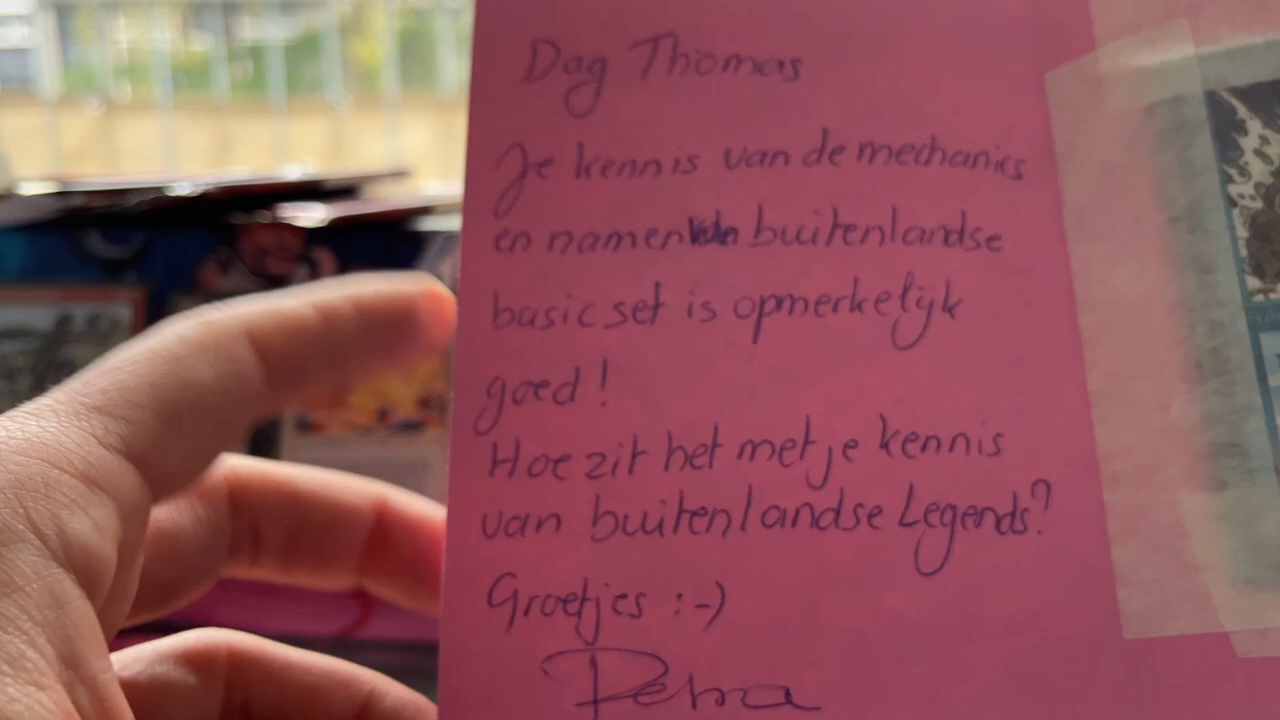 Dag Thomas
Je kennis van de mechanics
en namen buitenlandse
basic set is opmerkelijk
goed!
Hoe zit het met je kennis
van buitenlandse Legends?
Groetjes :-)
Petra